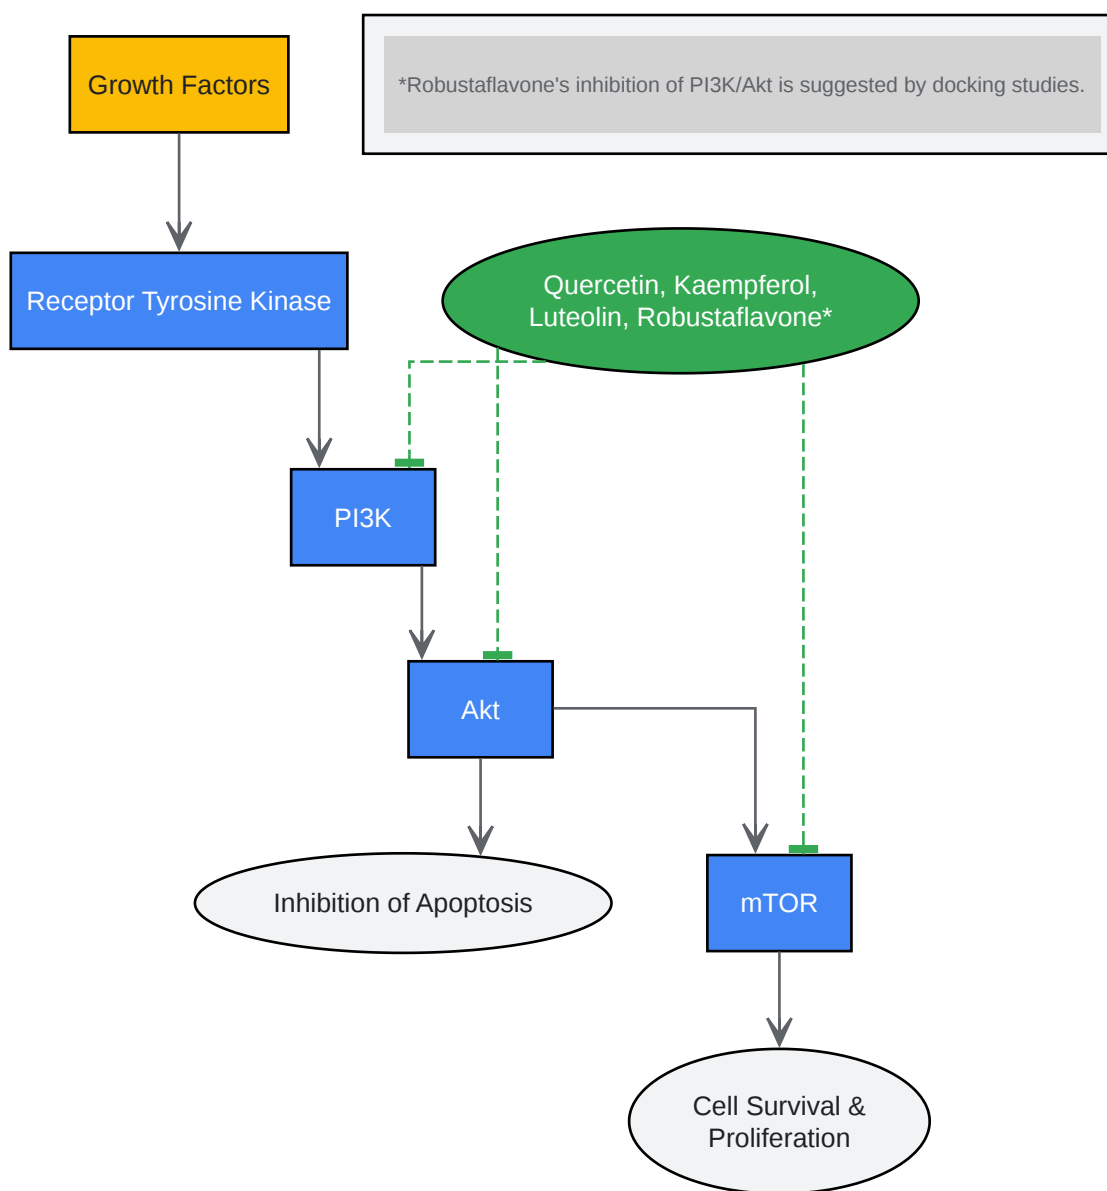 Growth Factors
*Robustaflavone's inhibition of PI3K/Akt is suggested by docking studies.
Receptor Tyrosine Kinase
Quercetin, Kaempferol,
Luteolin, Robustaflavone*
PI3K
Akt
Inhibition of Apoptosis
mTOR
Cell Survival &
Proliferation